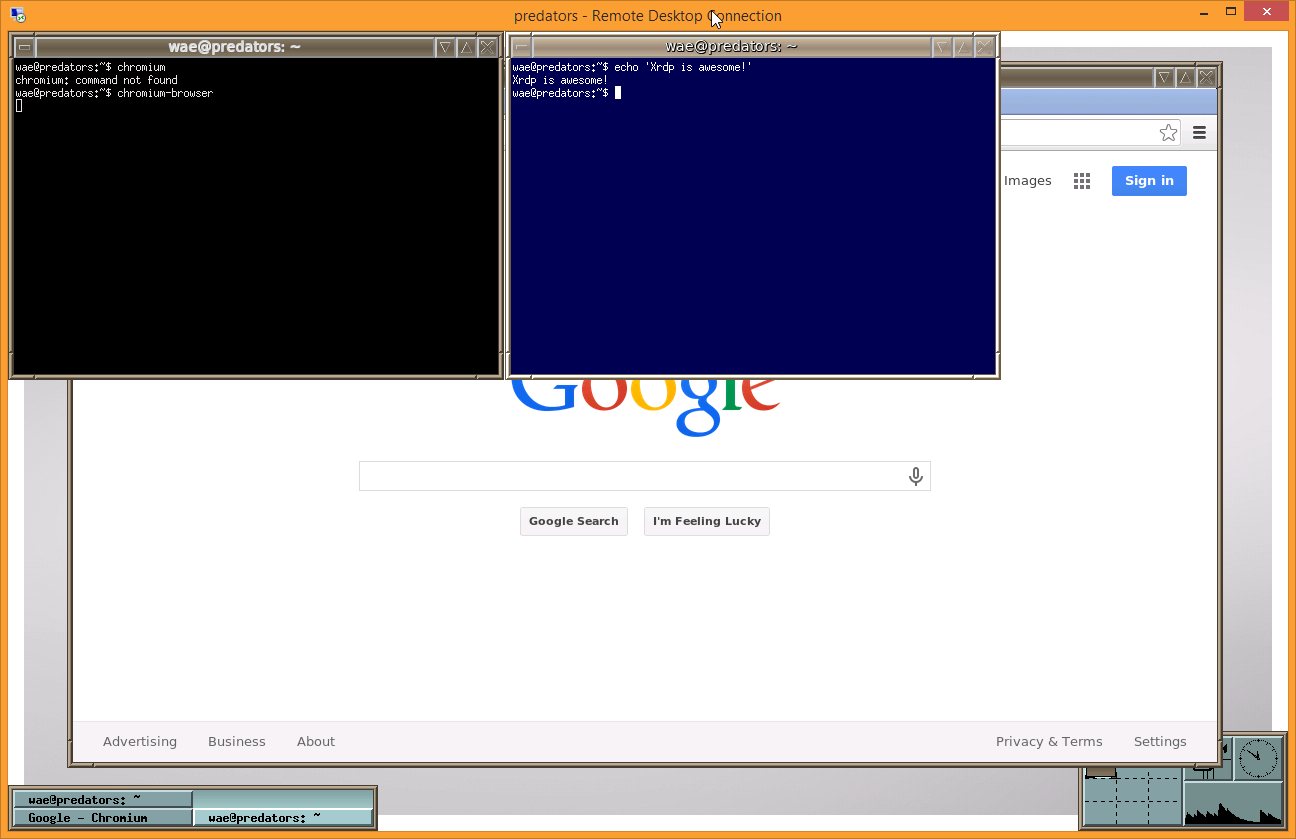 predators - Remote Desktop Connection
wae@predators: ~
wae@predators:~$ chromium
chromium: command not found
wae@predators:~$ chromium-browser
wae@predators: ~
wae@predators:~$ echo 'Xrdp is awesome!'
Xrdp is awesome!
wae@predators:~$
Images
Sign in
Google
Google Search
I'm Feeling Lucky
Advertising Business About
Privacy & Terms Settings
wae@predators: ~
Google - Chromium
wae@predators: ~